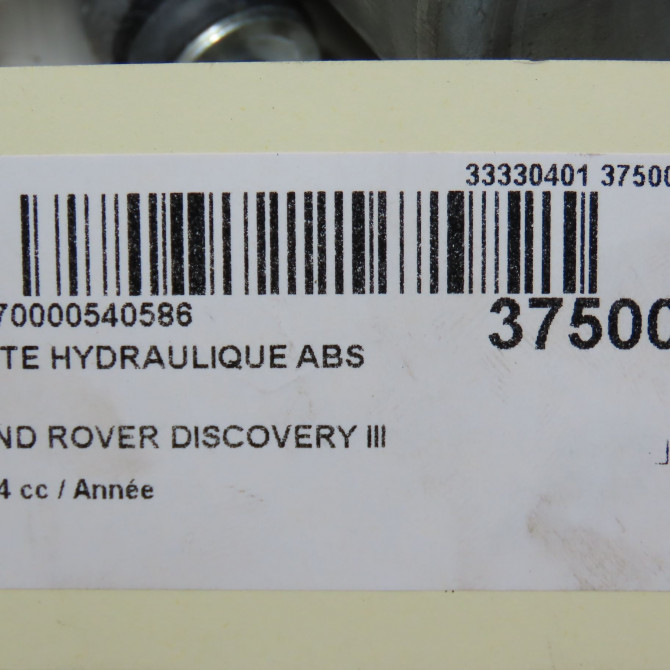 33330401 37500
70000540586
37500
TE HYDRAULIQUE ABS
ND ROVER DISCOVERY III
4 cc / Année